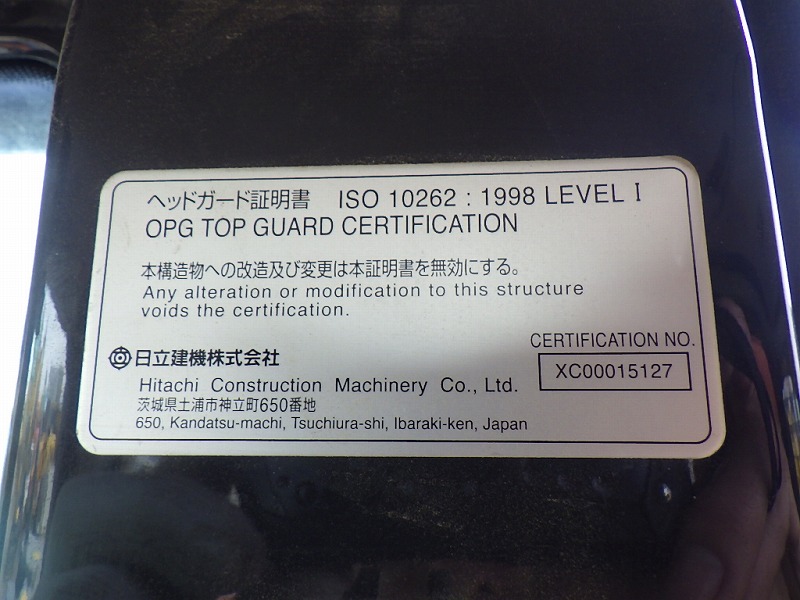 ヘッドガード証明書 ISO 10262 : 1998 LEVEL I
OPG TOP GUARD CERTIFICATION
本構造物への改造及び変更は本証明書を無効にする。
Any alteration or modification to this structure
voids the certification.
日立建機株式会社
Hitachi Construction Machinery Co., Ltd.
茨城県土浦市神立町650番地
650, Kandatsu-machi, Tsuchiura-shi, Ibaraki-ken, Japan
CERTIFICATION NO.
XC00015127